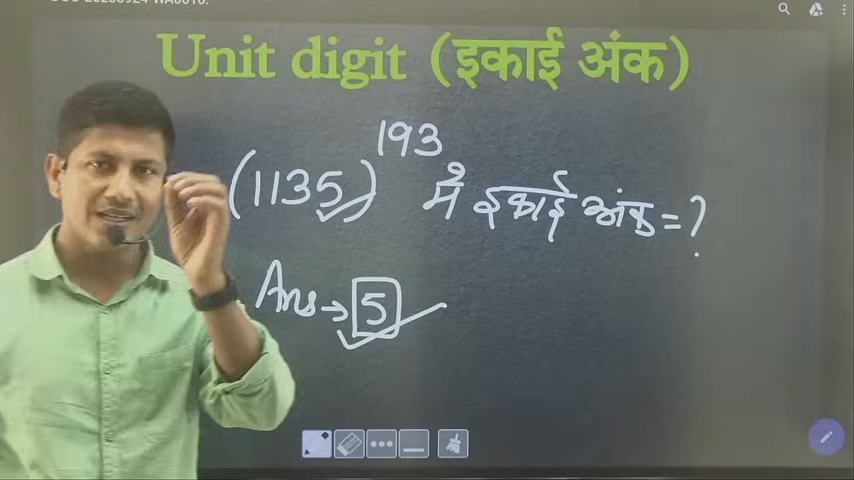 Unit digit (इकाई अंक)
(1135)¹⁹³ में इकाई अंक = ?
Ans → 5